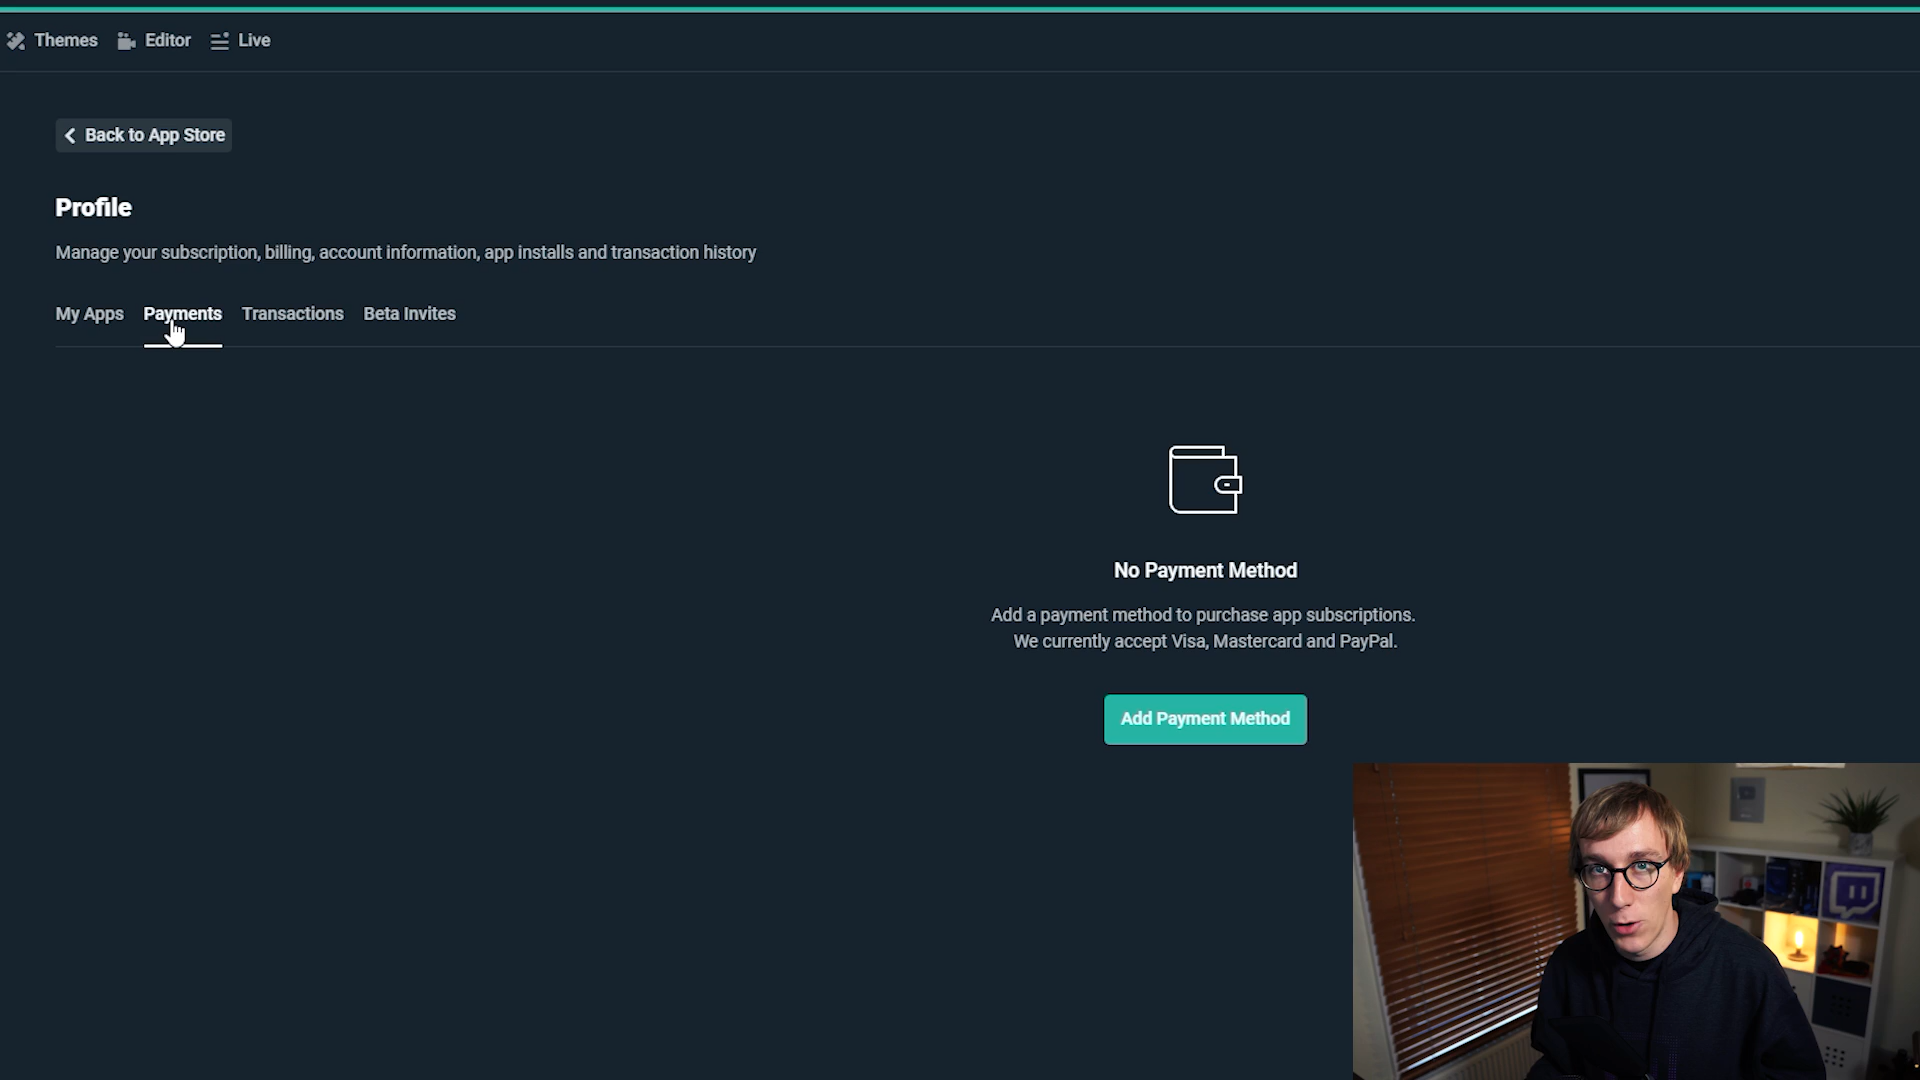 Themes
Editor
Live
Back to App Store
Profile
Manage your subscription, billing, account information, app installs and transaction history
My Apps
Payments
Transactions
Beta Invites
No Payment Method
Add a payment method to purchase app subscriptions.
We currently accept Visa, Mastercard and PayPal.
Add Payment Method